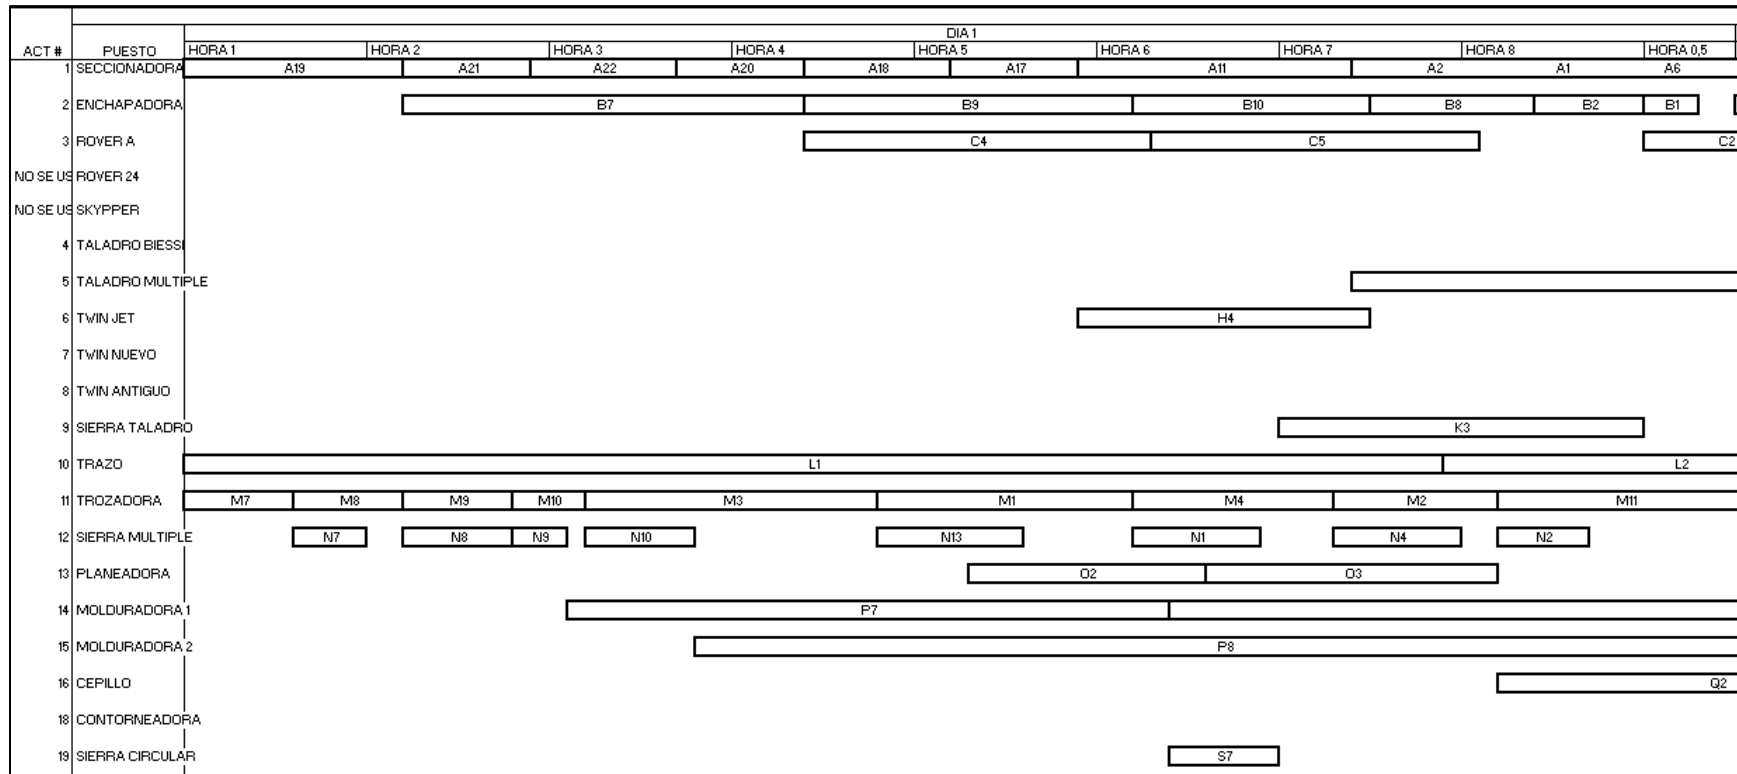 DIA 1
ACT # PUESTO HORA 1 HORA 2 HORA 3 HORA 4 HORA 5 HORA 6 HORA 7 HORA 8 HORA 0,5
1 SECCIONADORA A19 A21 A22 A20 A18 A17 A11 A2 A1 A6
2 ENCHAPADORA B7 B9 B10 B8 B2 B1
3 ROVER A C4 C5 C2
NO SE US ROVER 24
NO SE US SKYPPER
4 TALADRO BIESSI
5 TALADRO MULTIPLE
6 TWIN JET H4
7 TWIN NUEVO
8 TWIN ANTIGUO
9 SIERRA TALADRO K3
10 TRAZO L1 L2
11 TROZADORA M7 M8 M9 M10 M3 M1 M4 M2 M11
12 SIERRA MULTIPLE N7 N8 N9 N10 N13 N1 N4 N2
13 PLANEADORA O2 O3
14 MOLDURADORA 1 P7
15 MOLDURADORA 2 P8
16 CEPILLO Q2
18 CONTORNEADORA
19 SIERRA CIRCULAR S7